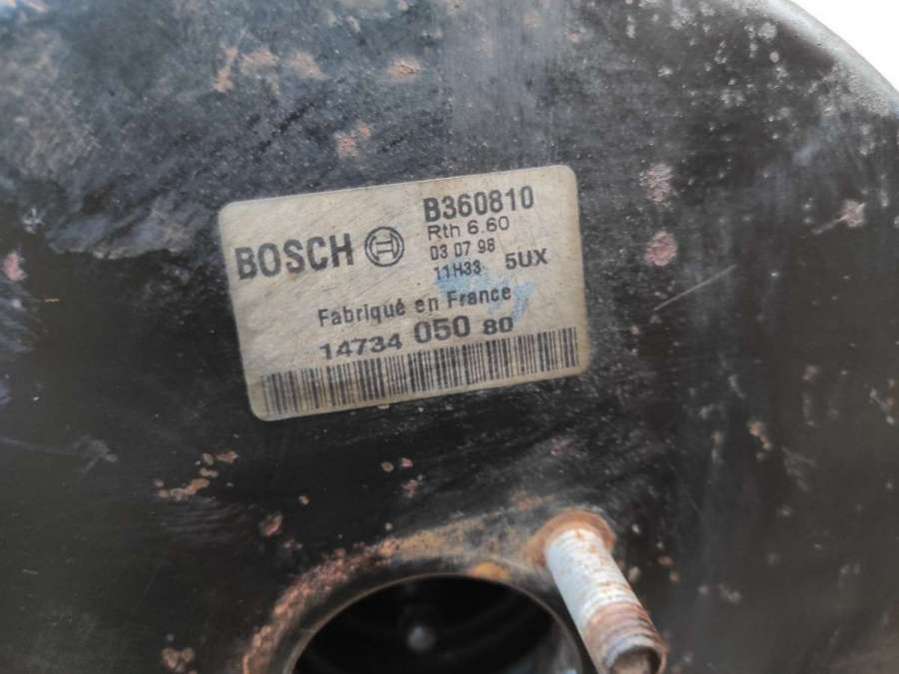 BOSCH
B360810
Rth 6.60
03 07 98
11H33 5UX
Fabriqué en France
14734 050 80